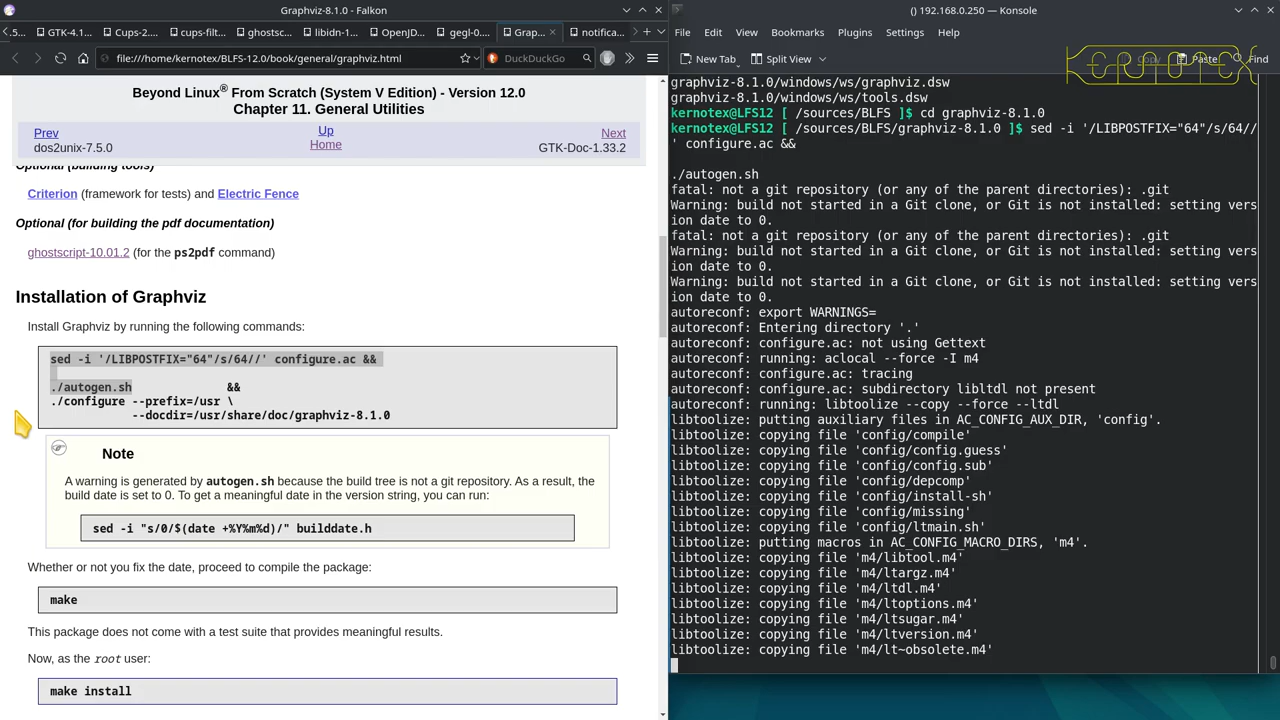 Graphviz-8.1.0 - Falkon
.5...
GTK-4.1...
Cups-2....
cups-filt...
ghostsc...
libidn-1...
OpenJD...
gegl-0....
Grap...
notifica...
file:///home/kernotex/BLFS-12.0/book/general/graphviz.html
DuckDuckGo
Beyond Linux® From Scratch (System V Edition) - Version 12.0
Chapter 11. General Utilities
Prev
Up
Next
dos2unix-7.5.0
Home
GTK-Doc-1.33.2
Optional (building tools)
Criterion (framework for tests) and Electric Fence
Optional (for building the pdf documentation)
ghostscript-10.01.2 (for the ps2pdf command)
Installation of Graphviz
Install Graphviz by running the following commands:
sed -i '/LIBPOSTFIX="64"/s/64//' configure.ac &&
./autogen.sh &&
./configure --prefix=/usr \
--docdir=/usr/share/doc/graphviz-8.1.0
Note
A warning is generated by autogen.sh because the build tree is not a git repository. As a result, the
build date is set to 0. To get a meaningful date in the version string, you can run:
sed -i "s/0/$(date +%Y%m%d)/" builddate.h
Whether or not you fix the date, proceed to compile the package:
make
This package does not come with a test suite that provides meaningful results.
Now, as the root user:
make install
() 192.168.0.250 — Konsole
File Edit View Bookmarks Plugins Settings Help
New Tab Split View Copy Paste Find
Kernotex
graphviz-8.1.0/windows/ws/graphviz.dsw
graphviz-8.1.0/windows/ws/tools.dsw
kernotex@LFS12 [ /sources/BLFS ]$ cd graphviz-8.1.0
kernotex@LFS12 [ /sources/BLFS/graphviz-8.1.0 ]$ sed -i '/LIBPOSTFIX="64"/s/64//
' configure.ac &&
./autogen.sh
fatal: not a git repository (or any of the parent directories): .git
Warning: build not started in a Git clone, or Git is not installed: setting vers
ion date to 0.
fatal: not a git repository (or any of the parent directories): .git
Warning: build not started in a Git clone, or Git is not installed: setting vers
ion date to 0.
Warning: build not started in a Git clone, or Git is not installed: setting vers
ion date to 0.
autoreconf: export WARNINGS=
autoreconf: Entering directory '.'
autoreconf: configure.ac: not using Gettext
autoreconf: running: aclocal --force -I m4
autoreconf: configure.ac: tracing
autoreconf: configure.ac: subdirectory libltdl not present
autoreconf: running: libtoolize --copy --force --ltdl
libtoolize: putting auxiliary files in AC_CONFIG_AUX_DIR, 'config'.
libtoolize: copying file 'config/compile'
libtoolize: copying file 'config/config.guess'
libtoolize: copying file 'config/config.sub'
libtoolize: copying file 'config/depcomp'
libtoolize: copying file 'config/install-sh'
libtoolize: copying file 'config/missing'
libtoolize: copying file 'config/ltmain.sh'
libtoolize: putting macros in AC_CONFIG_MACRO_DIRS, 'm4'.
libtoolize: copying file 'm4/libtool.m4'
libtoolize: copying file 'm4/ltargz.m4'
libtoolize: copying file 'm4/ltdl.m4'
libtoolize: copying file 'm4/ltoptions.m4'
libtoolize: copying file 'm4/ltsugar.m4'
libtoolize: copying file 'm4/ltversion.m4'
libtoolize: copying file 'm4/lt~obsolete.m4'